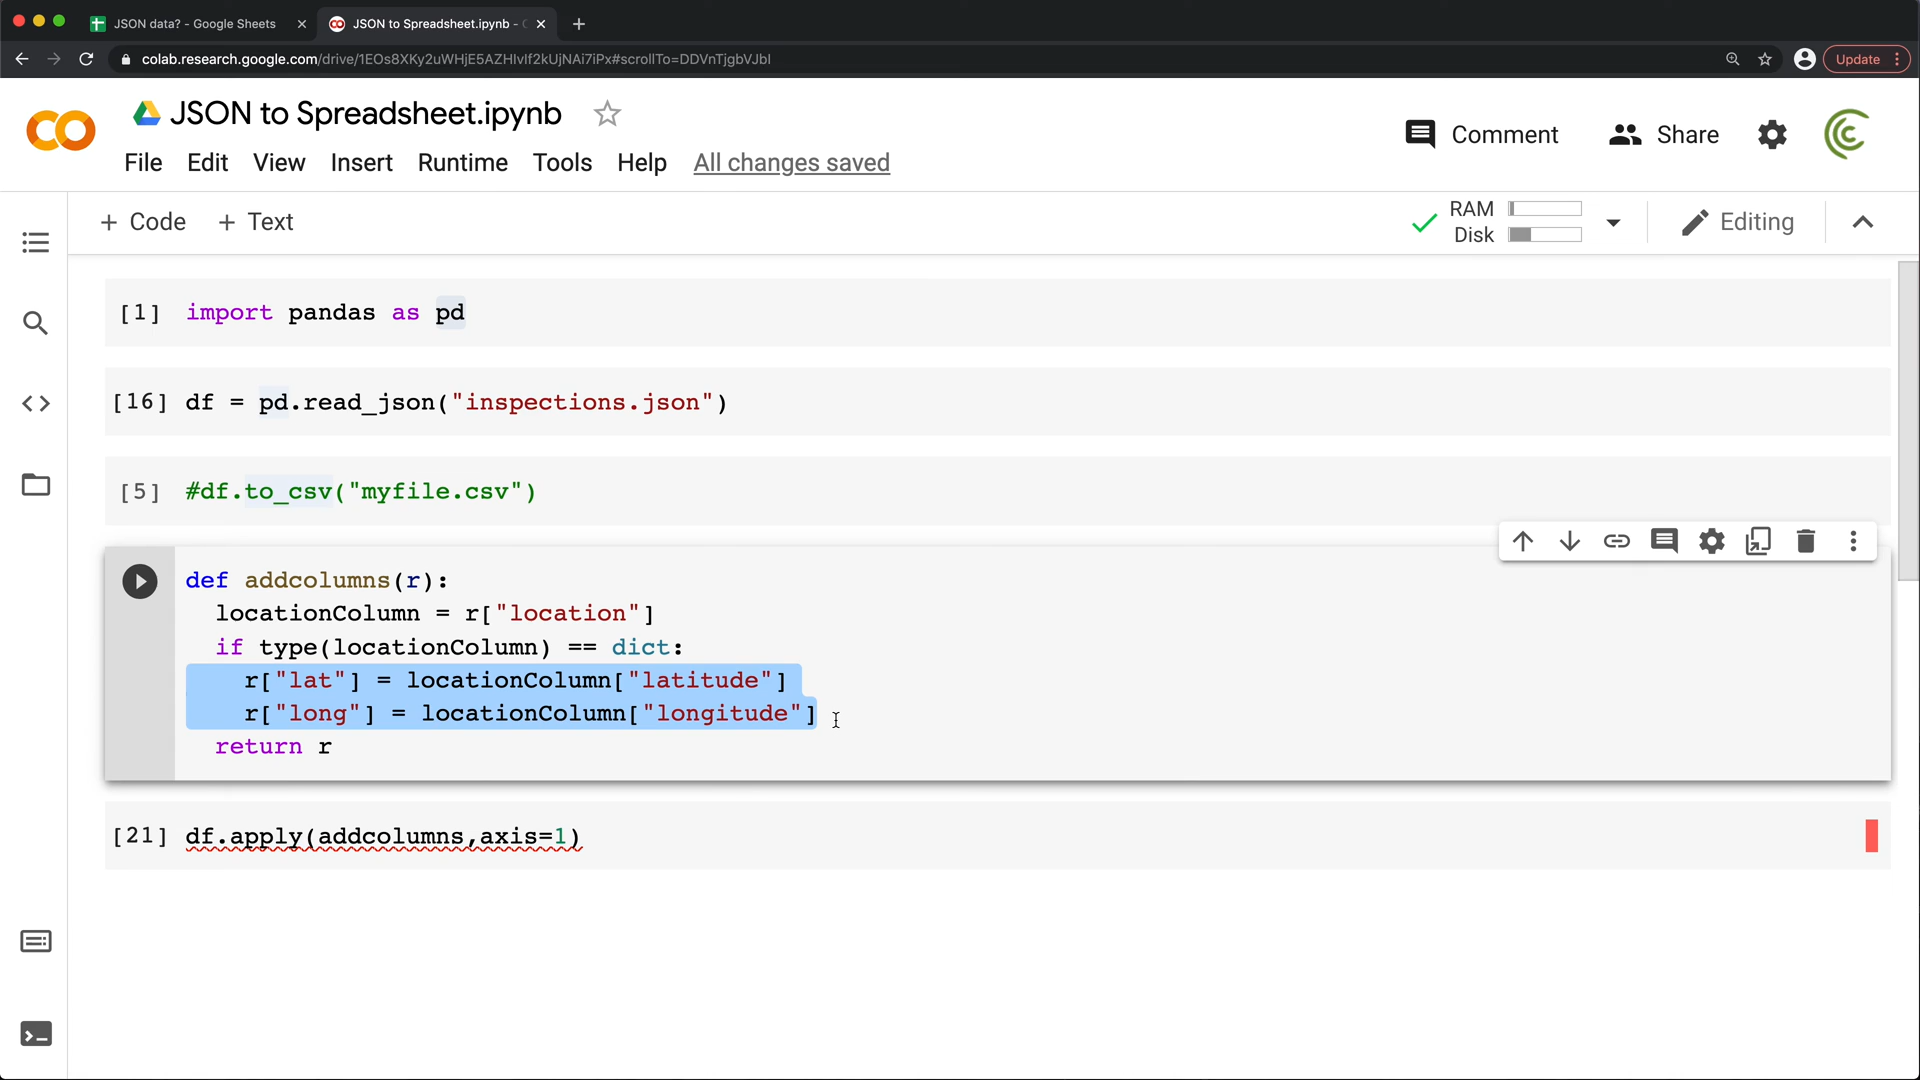 JSON data? - Google Sheets
JSON to Spreadsheet.ipynb -
colab.research.google.com/drive/1EOs8XKy2uWHjE5AZHIvIf2kUjNAi7iPx#scrollTo=DDVnTjgbVJbI
Update
JSON to Spreadsheet.ipynb
File Edit View Insert Runtime Tools Help All changes saved
Comment
Share
+ Code + Text
RAM
Disk
Editing
[1] import pandas as pd
[16] df = pd.read_json("inspections.json")
[5] #df.to_csv("myfile.csv")
def addcolumns(r):
locationColumn = r["location"]
if type(locationColumn) == dict:
r["lat"] = locationColumn["latitude"]
r["long"] = locationColumn["longitude"]
return r
[21] df.apply(addcolumns,axis=1)